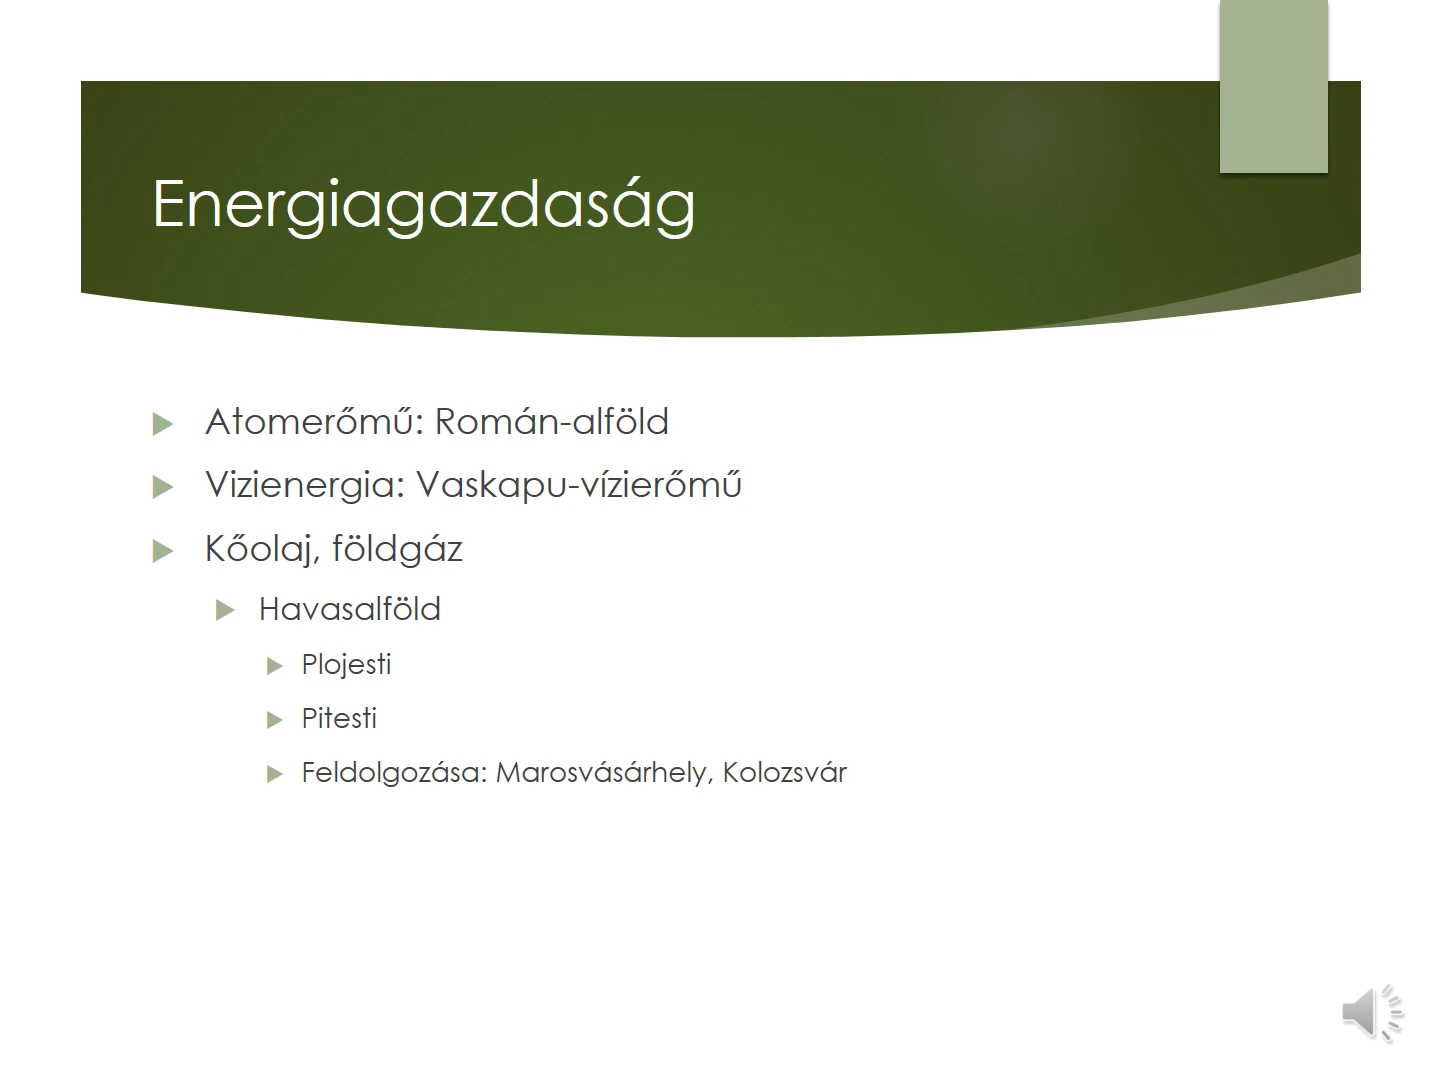 Energiagazdaság
Atomerőmű: Román-alföld
Vizienergia: Vaskapu-vízierőmű
Kőolaj, földgáz
Havasalföld
Plojesti
Pitesti
Feldolgozása: Marosvásárhely, Kolozsvár